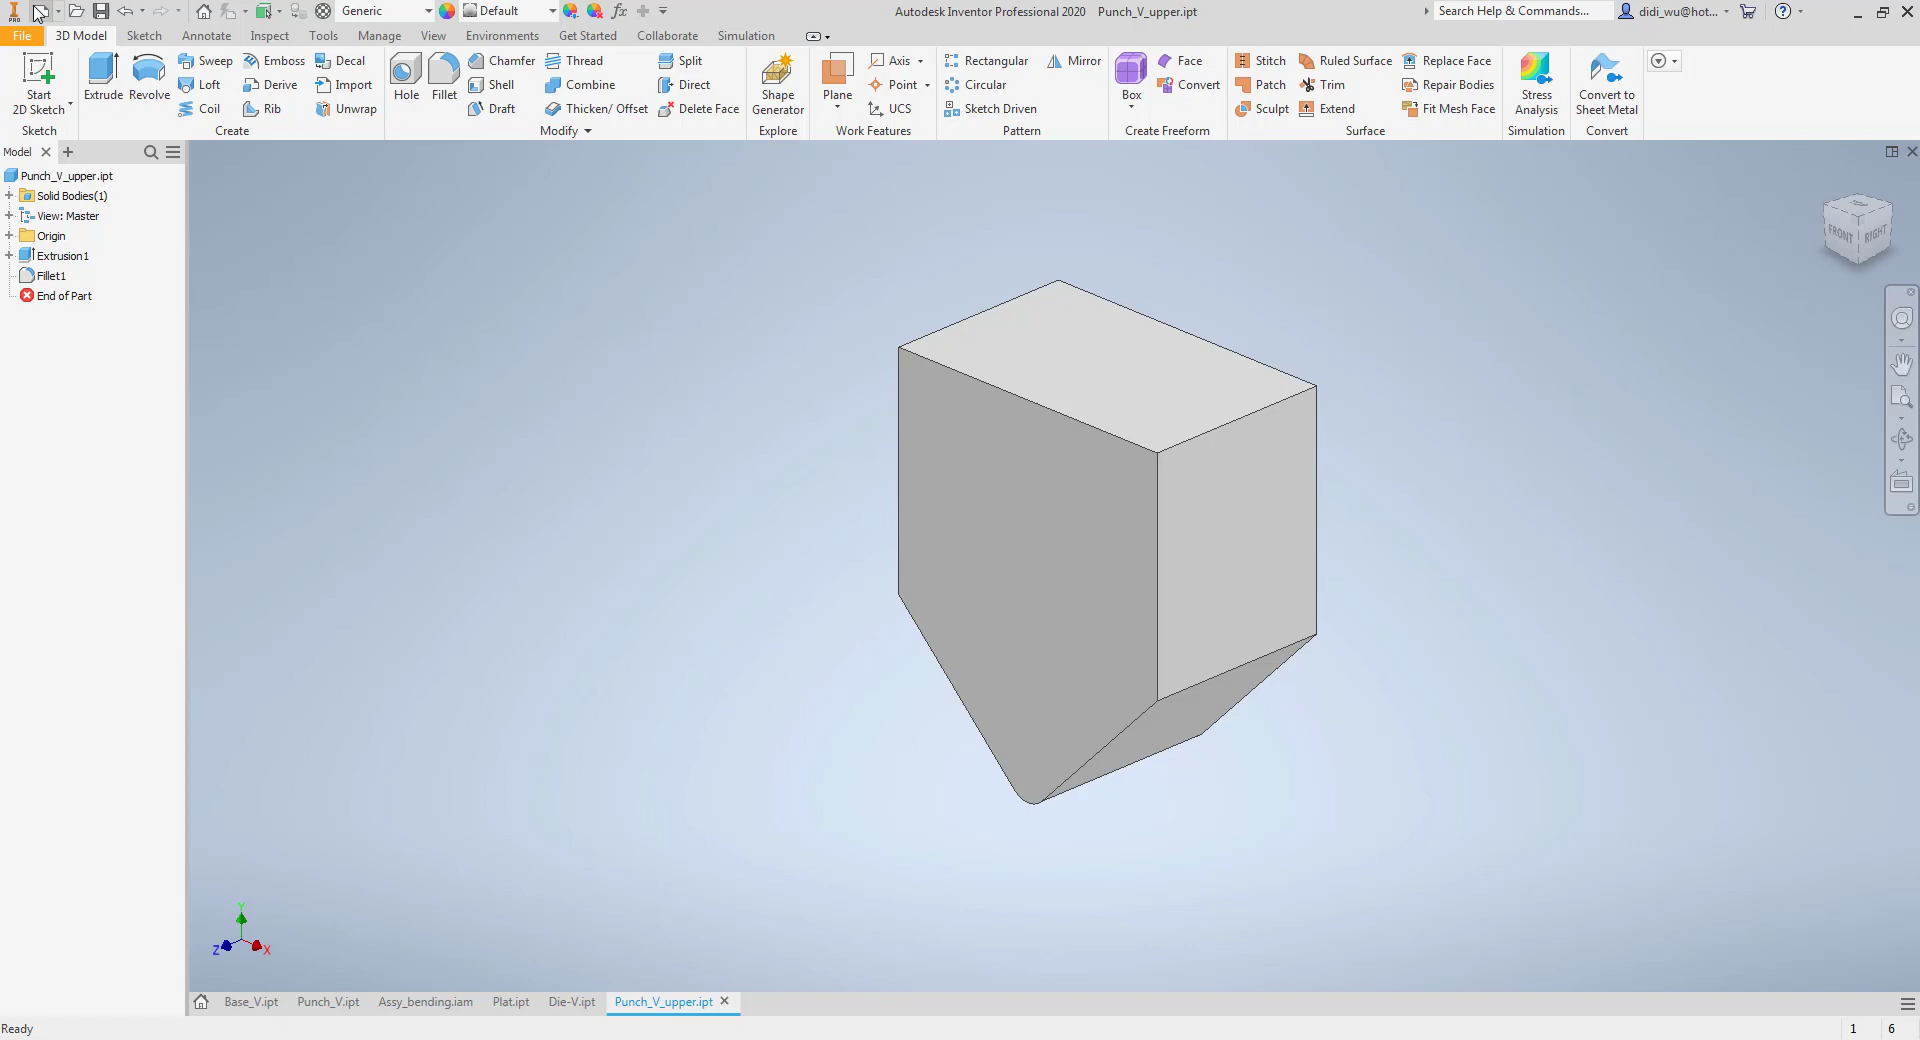 PRO Generic Default fx Autodesk Inventor Professional 2020 Punch_V_upper.ipt Search Help & Commands... didi_wu@hot...
File 3D Model Sketch Annotate Inspect Tools Manage View Environments Get Started Collaborate Simulation
Start 2D Sketch
Sketch
Extrude Revolve Sweep Emboss Decal
Loft Derive Import
Coil Rib Unwrap
Create
Hole Fillet Chamfer Thread Split
Shell Combine Direct
Draft Thicken/ Offset Delete Face
Modify
Shape Generator
Explore
Plane Axis
Point
UCS
Work Features
Rectangular Mirror
Circular
Sketch Driven
Pattern
Box Face
Convert
Create Freeform
Stitch Ruled Surface Replace Face
Patch Trim Repair Bodies
Sculpt Extend Fit Mesh Face
Surface
Stress Analysis
Simulation
Convert to Sheet Metal
Convert
Model
Punch_V_upper.ipt
Solid Bodies(1)
View: Master
Origin
Extrusion1
Fillet1
End of Part
FRONT RIGHT
Y
Z X
Base_V.ipt Punch_V.ipt Assy_bending.iam Plat.ipt Die-V.ipt Punch_V_upper.ipt
Ready 1 6